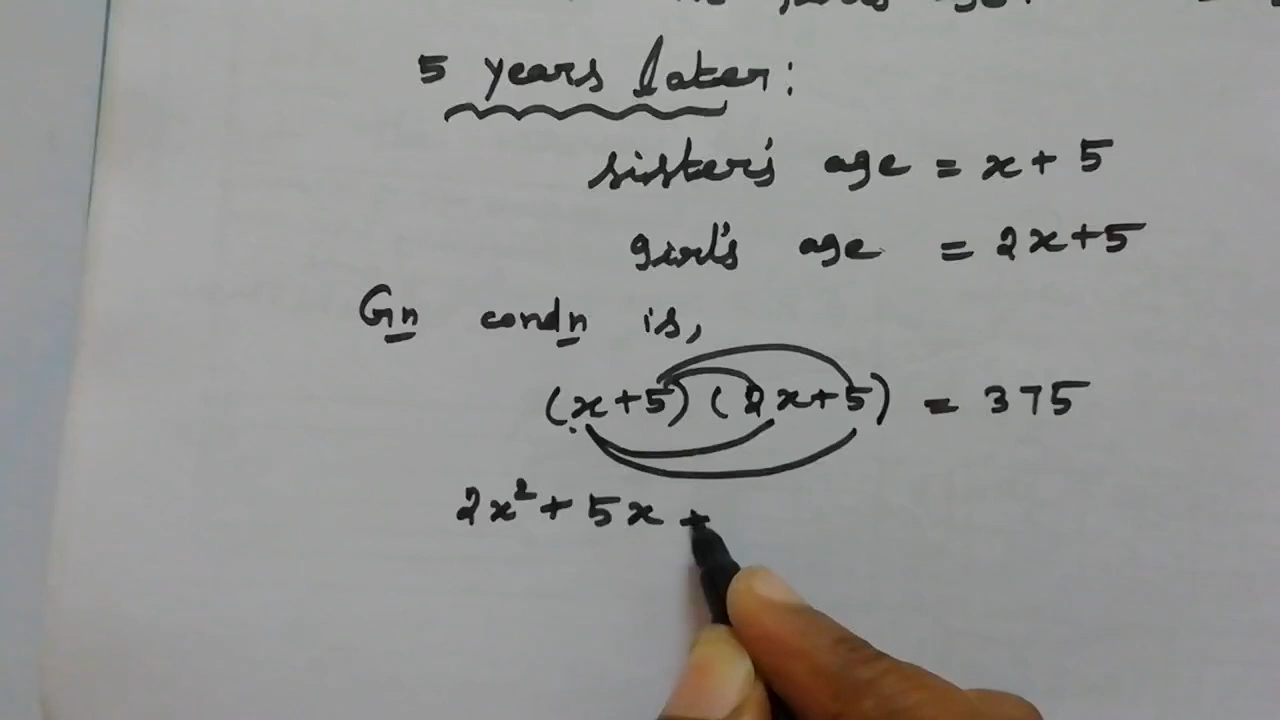 age
5 years later:
sister's age = x + 5
girl's age = 2x+5
Gn condn is,
(x+5) (2x+5) = 375
2x² + 5x +